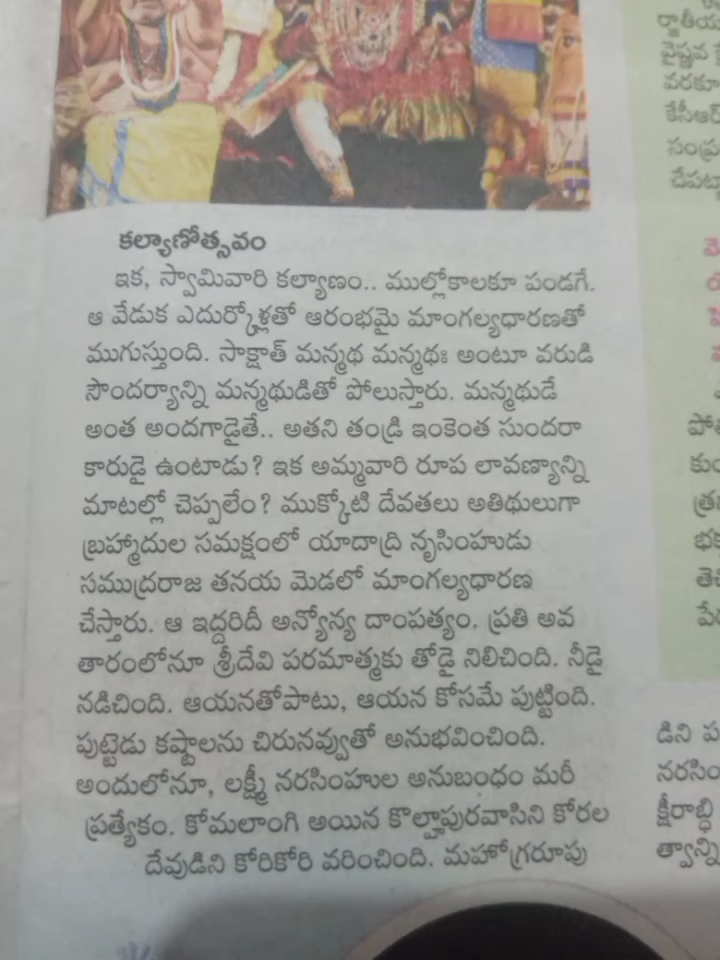 కల్యాణోత్సవం
ఇక, స్వామివారి కల్యాణం.. ముల్లోకాలకూ పండగే.
ఆ వేడుక ఎదుర్కోళ్లతో ఆరంభమై మాంగల్యధారణతో
ముగుస్తుంది. సాక్షాత్ మన్మథ మన్మథః అంటూ వరుడి
సౌందర్యాన్ని మన్మథుడితో పోలుస్తారు. మన్మథుడే
అంత అందగాడైతే.. అతని తండ్రి ఇంకెంత సుందరా
కారుడై ఉంటాడు? ఇక అమ్మవారి రూప లావణ్యాన్ని
మాటల్లో చెప్పలేం? ముక్కోటి దేవతలు అతిథులుగా
బ్రహ్మాదుల సమక్షంలో యాదాద్రి నృసింహుడు
సముద్రరాజ తనయ మెడలో మాంగల్యధారణ
చేస్తారు. ఆ ఇద్దరిదీ అన్యోన్య దాంపత్యం. ప్రతి అవ
తారంలోనూ శ్రీదేవి పరమాత్మకు తోడై నిలిచింది. నీడై
నడిచింది. ఆయనతోపాటు, ఆయన కోసమే పుట్టింది.
పుట్టెడు కష్టాలను చిరునవ్వుతో అనుభవించింది.
అందులోనూ, లక్ష్మీ నరసింహుల అనుబంధం మరీ
ప్రత్యేకం. కోమలాంగి అయిన కొల్హాపురవాసిని కోరల
దేవుడిని కోరికోరి వరించింది. మహోగ్రరూపు
వైష్ణవ
వరకూ
కేసీఆర్
డిని
క్షీరాబ్ధి
త్వాన్ని